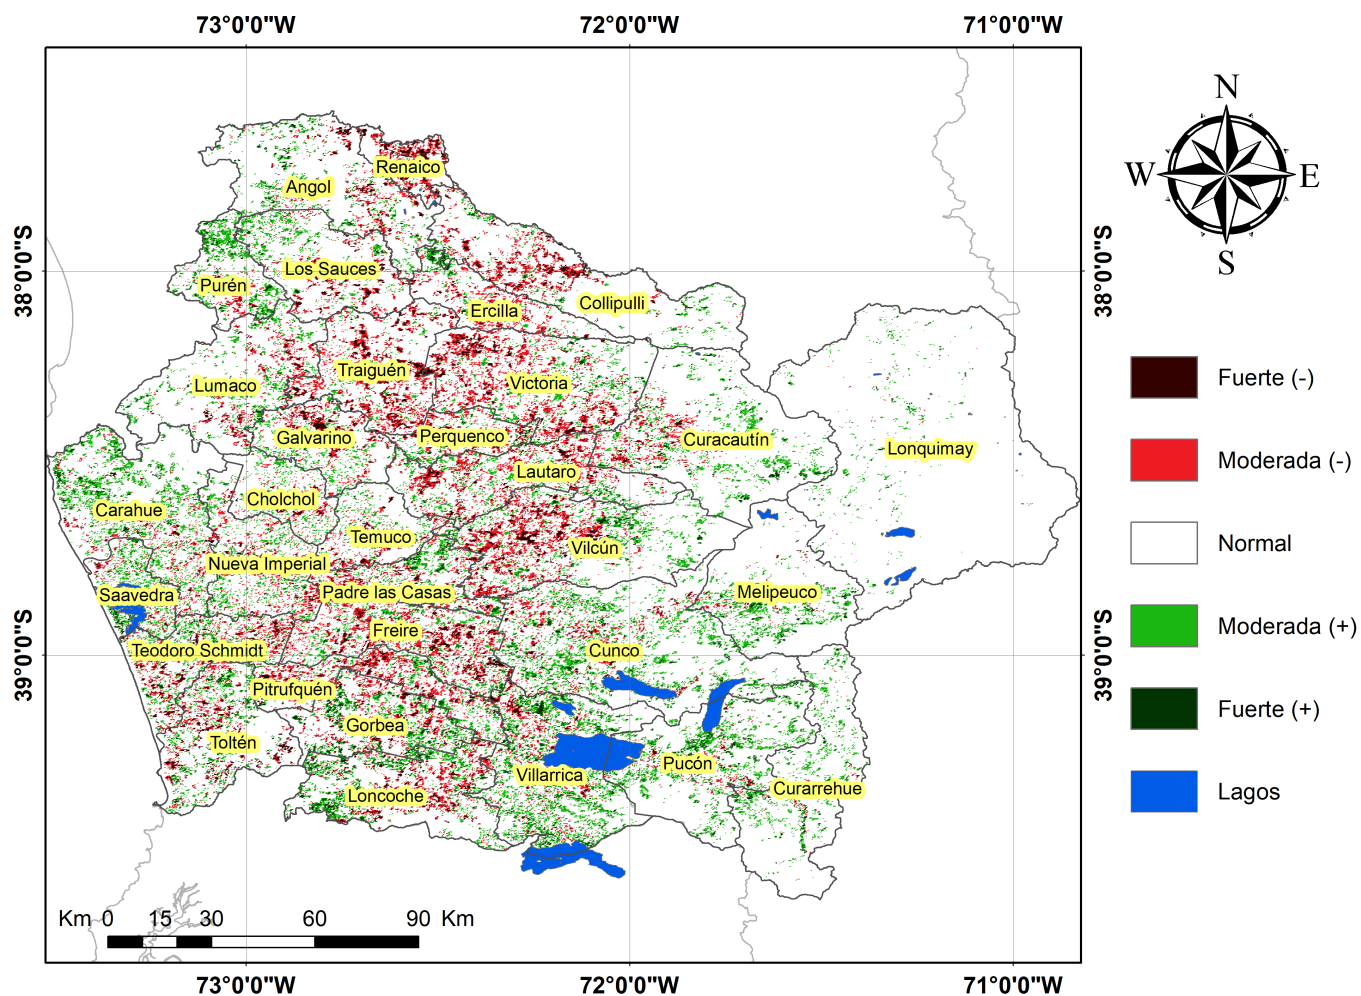 73°0'0"W
72°0'0"W
71°0'0"W
N
W
E
S
38°0'0"S
38°0'0"S
39°0'0"S
39°0'0"S
Renaico
Angol
Los Sauces
Purén
Ercilla
Collipulli
Traiguén
Lumaco
Victoria
Galvarino
Perquenco
Curacautín
Lonquimay
Lautaro
Cholchol
Carahue
Temuco
Vilcún
Nueva Imperial
Saavedra
Padre las Casas
Melipeuco
Freire
Teodoro Schmidt
Cunco
Pitrufquén
Gorbea
Toltén
Villarrica
Pucón
Curarrehue
Loncoche
Fuerte (-)
Moderada (-)
Normal
Moderada (+)
Fuerte (+)
Lagos
Km 0 15 30 60 90 Km
73°0'0"W
72°0'0"W
71°0'0"W